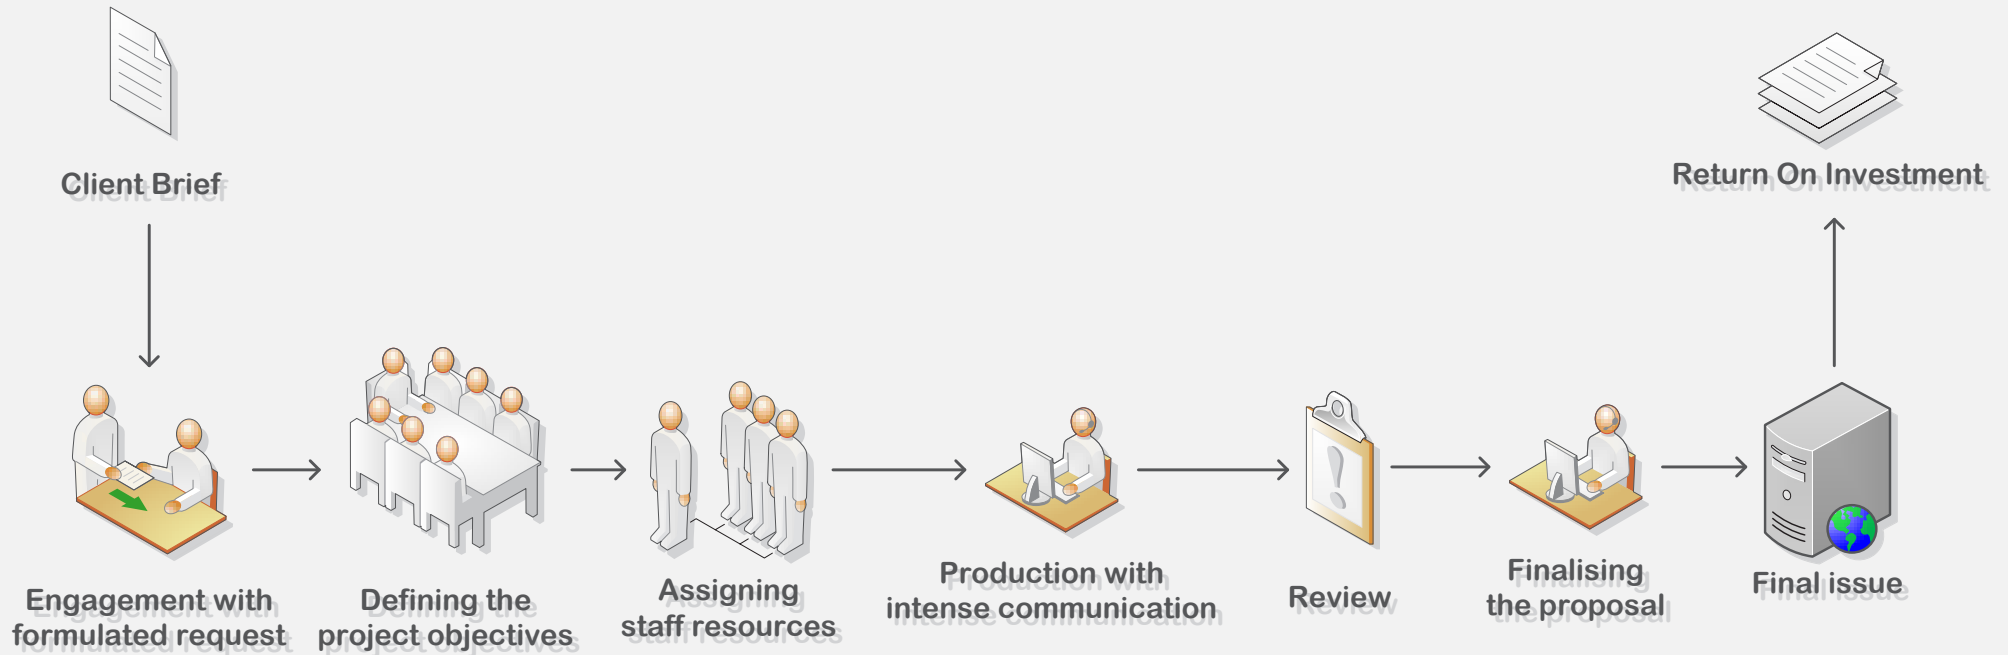 Client Brief
Return On Investment
Engagement with
formulated request
Defining the
project objectives
Assigning
staff resources
Production with
intense communication
Review
Finalising
the proposal
Final issue